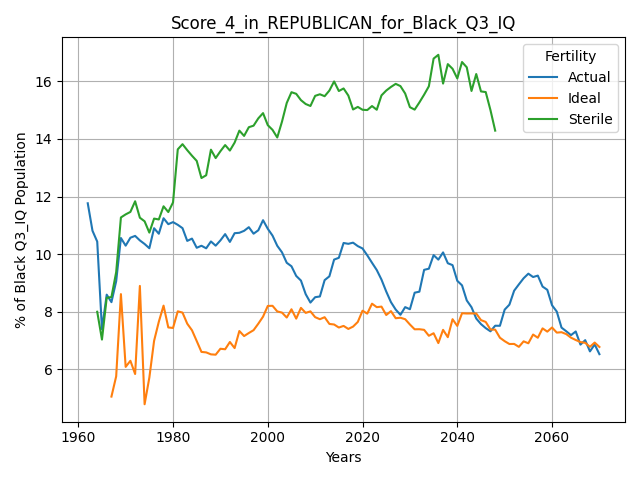 Score_4_in_REPUBLICAN_for_Black_Q3_IQ
% of Black Q3_IQ Population
16
14
12
10
8
6
1960
1980
2000
2020
2040
2060
Years
Fertility
Actual
Ideal
Sterile